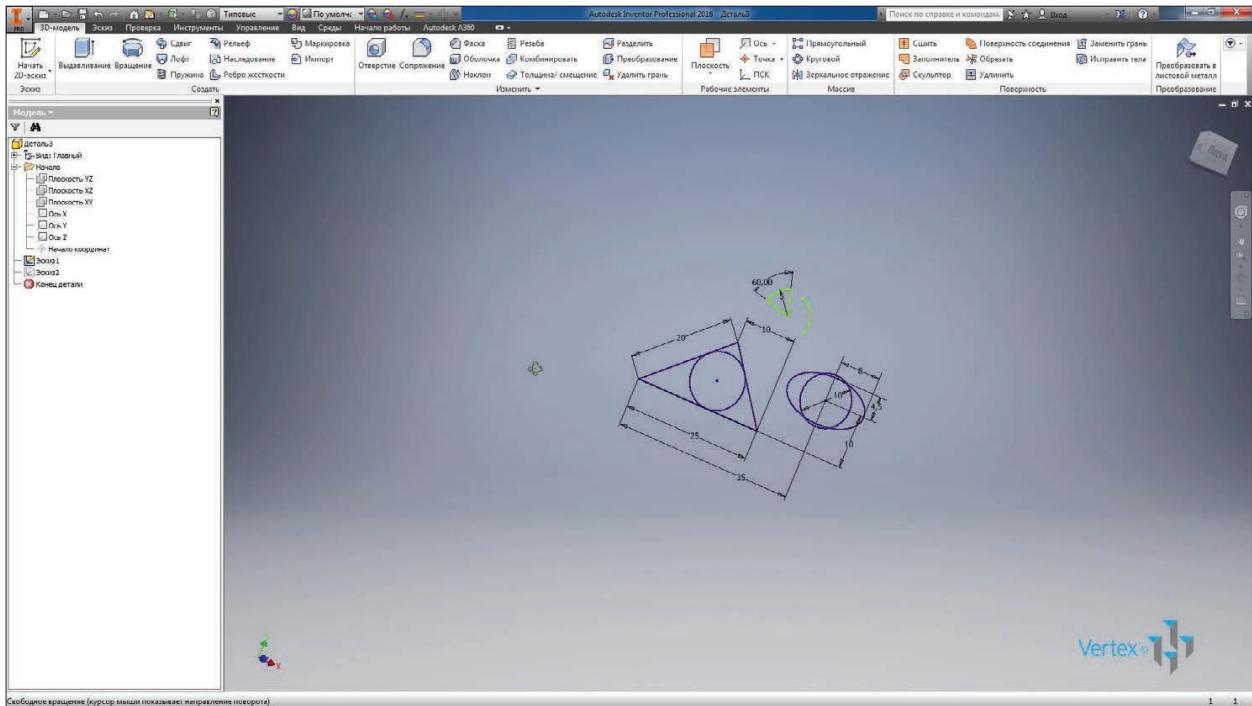 Типовые По умолч
Autodesk Inventor Professional 2016 Деталь3
Поиск по справке и командам. Вход
PRO 3D-модель Эскиз Проверка Инструменты Управление Вид Среды Начало работы Autodesk A360
Начать 2D-эскиз
Эскиз
Выдавливание Вращение
Сдвиг Рельеф Маркировка
Лофт Наследование Импорт
Пружина Ребро жесткости
Создать
Отверстие Сопряжение
Фаска Резьба Разделить
Оболочка Комбинировать Преобразование
Наклон Толщина/ смещение Удалить грань
Изменить
Плоскость
Ось
Точка
ПСК
Рабочие элементы
Прямоугольный
Круговой
Зеркальное отражение
Массив
Сшить Поверхность соединения Заменить грань
Заполнитель Обрезать Исправить тела
Скульптор Удлинить
Поверхность
Преобразовать в
листовой металл
Преобразование
Модель
Деталь3
Вид: Главный
Начало
Плоскость YZ
Плоскость XZ
Плоскость XY
Ось X
Ось Y
Ось Z
Начало координат
Эскиз1
Эскиз2
Конец детали
60,00
20
10
8
10
4,5
25
10
35
X
Vertex
Свободное вращение (курсор мыши показывает направление поворота)
1 1